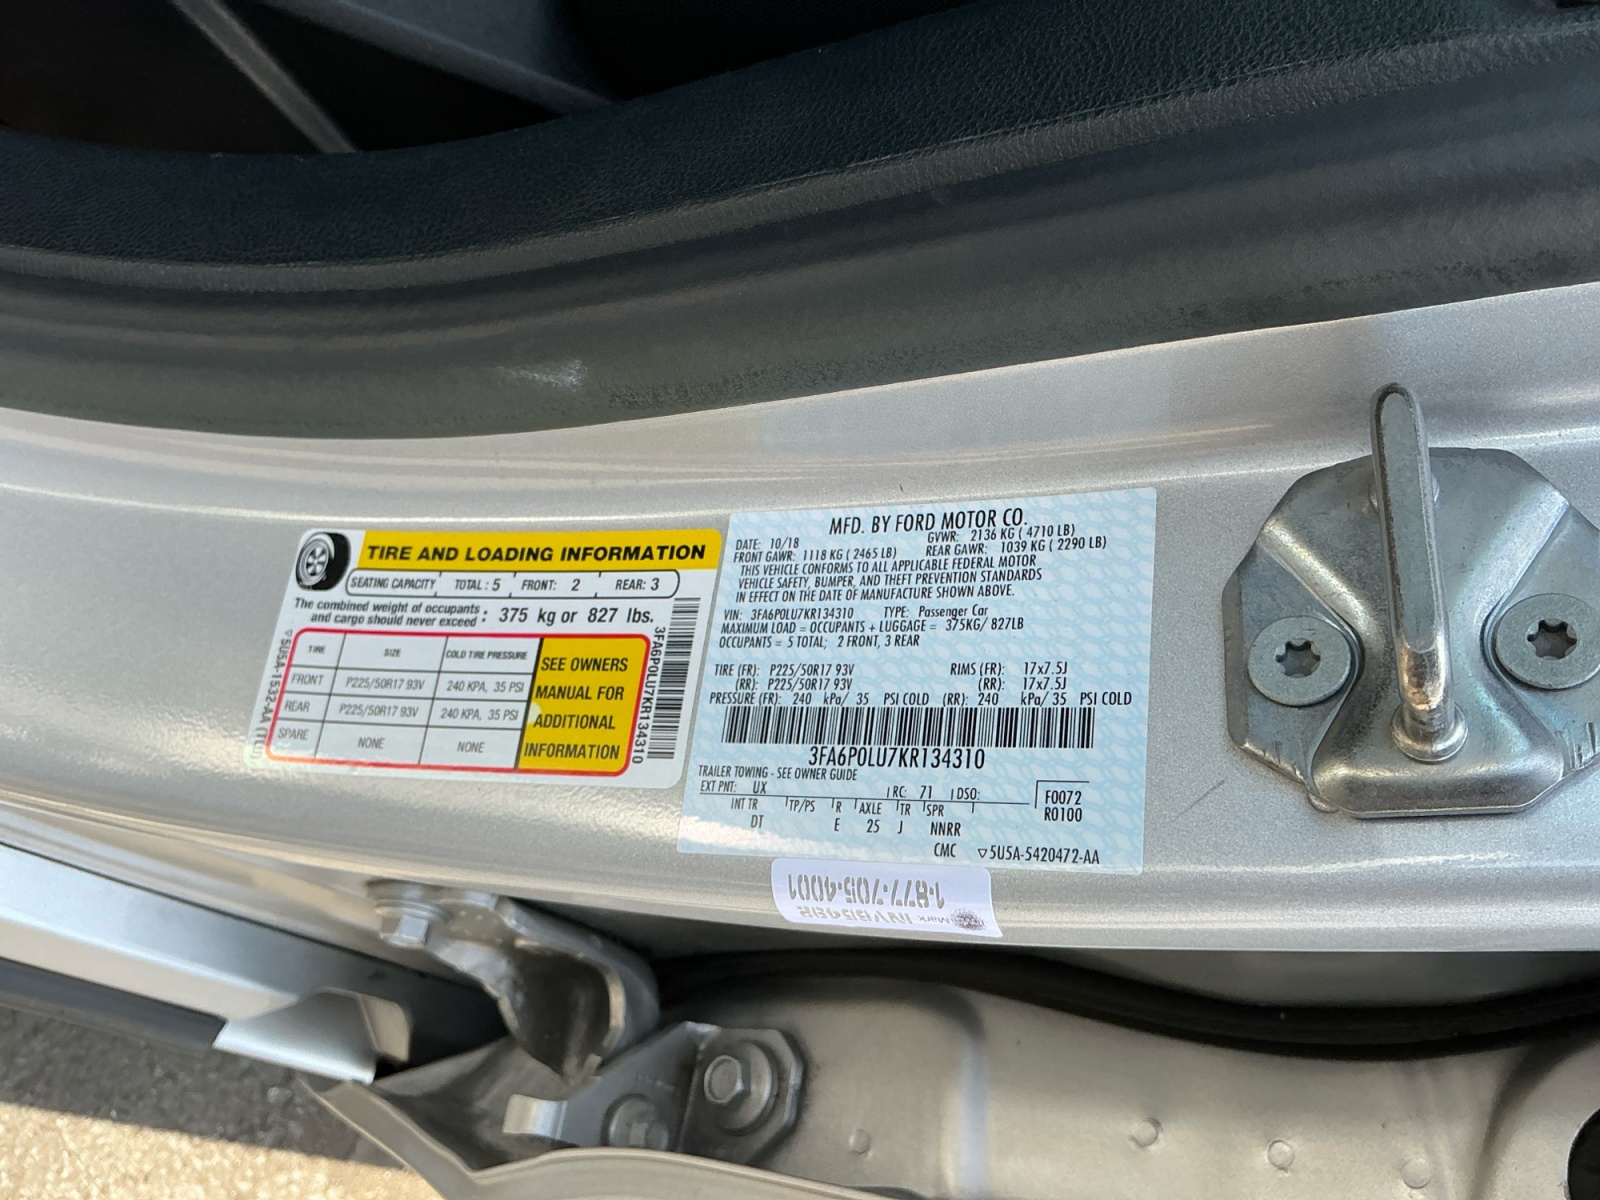 TIRE AND LOADING INFORMATION
SEATING CAPACITY TOTAL : 5 FRONT: 2 REAR: 3
The combined weight of occupants and cargo should never exceed : 375 kg or 827 lbs.
TIRE SIZE COLD TIRE PRESSURE
FRONT P225/50R17 93V 240 KPA, 35 PSI
REAR P225/50R17 93V 240 KPA, 35 PSI
SPARE NONE NONE
SEE OWNERS
MANUAL FOR
ADDITIONAL
INFORMATION
3FA6P0LU7KR134310
MFD. BY FORD MOTOR CO.
DATE: 10/18 GVWR: 2136 KG ( 4710 LB)
FRONT GAWR: 1118 KG ( 2465 LB) REAR GAWR: 1039 KG ( 2290 LB)
THIS VEHICLE CONFORMS TO ALL APPLICABLE FEDERAL MOTOR
VEHICLE SAFETY, BUMPER, AND THEFT PREVENTION STANDARDS
IN EFFECT ON THE DATE OF MANUFACTURE SHOWN ABOVE.
VIN: 3FA6P0LU7KR134310 TYPE: Passenger Car
MAXIMUM LOAD = OCCUPANTS + LUGGAGE = 375KG/ 827LB
OCCUPANTS = 5 TOTAL; 2 FRONT, 3 REAR
TIRE (FR): P225/50R17 93V RIMS (FR): 17x7.5J
(RR): P225/50R17 93V (RR): 17x7.5J
PRESSURE (FR): 240 kPa/ 35 PSI COLD (RR): 240 kPa/ 35 PSI COLD
3FA6P0LU7KR134310
TRAILER TOWING - SEE OWNER GUIDE
EXT PNT: UX RC: 71 DSO: F0072
INT TR TP/PS R AXLE TR SPR R0100
DT E 25 J NNRR
CMC ▽5U5A-5420472-AA
1-877-705-4001